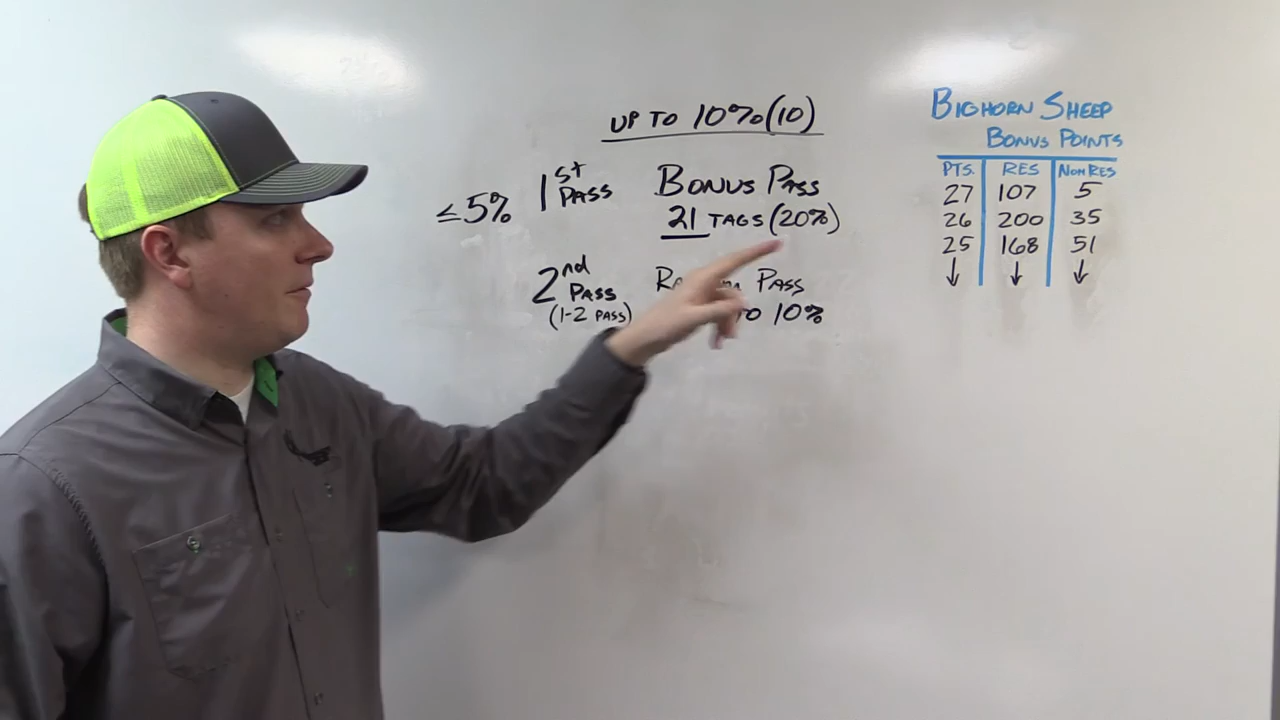 UP TO 10% (10)
≤5% 1st PASS BONUS PASS
21 TAGS (20%)
2nd PASS PASS
(1-2 PASS) TO 10%
BIGHORN SHEEP
BONUS POINTS
PTS. RES NON RES
27 107 5
26 200 35
25 168 51
↓ ↓ ↓